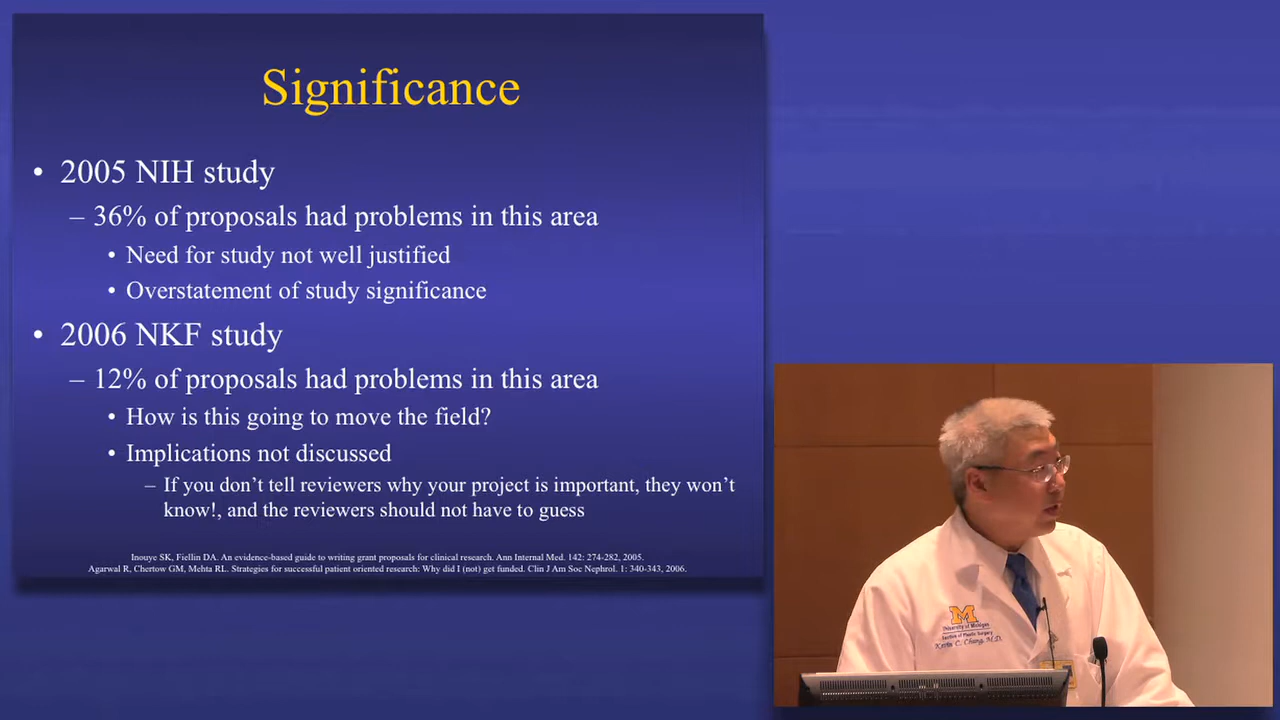 Significance
• 2005 NIH study
– 36% of proposals had problems in this area
• Need for study not well justified
• Overstatement of study significance
• 2006 NKF study
– 12% of proposals had problems in this area
• How is this going to move the field?
• Implications not discussed
– If you don't tell reviewers why your project is important, they won't
know!, and the reviewers should not have to guess
Inouye SK, Fiellin DA. An evidence-based guide to writing grant proposals for clinical research. Ann Internal Med. 142: 274-282, 2005.
Agarwal R, Chertow GM, Mehta RL. Strategies for successful patient oriented research: Why did I (not) get funded. Clin J Am Soc Nephrol. 1: 340-343, 2006.
M
University of Michigan
Section of Plastic Surgery
Kevin C. Chung, M.D.